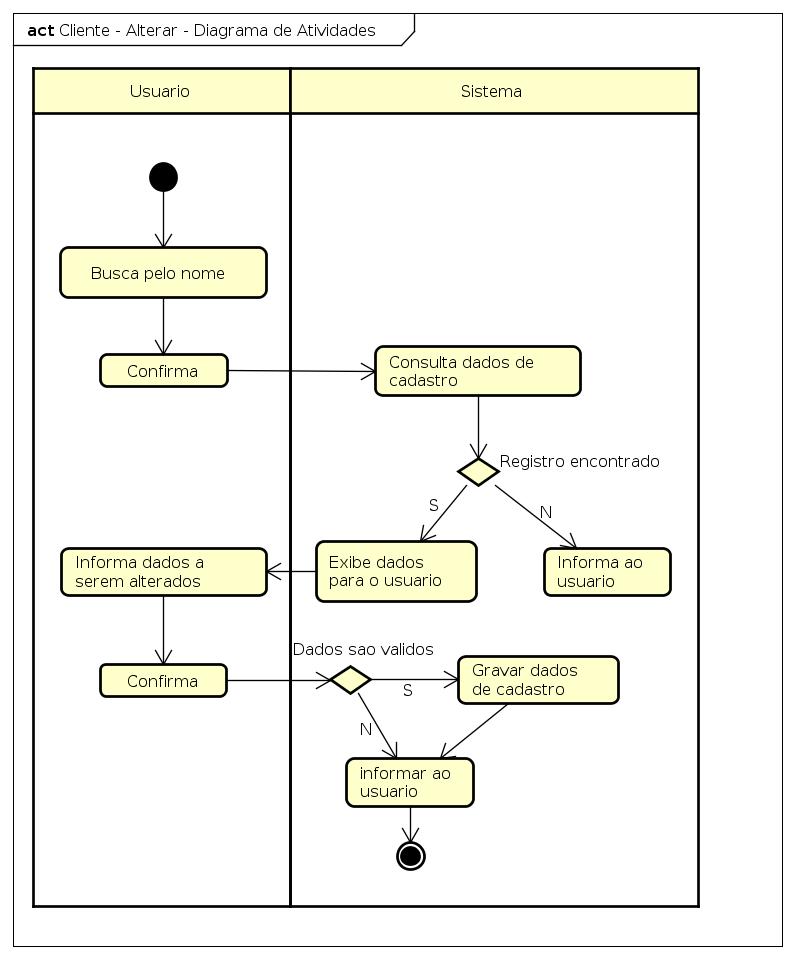 act Cliente - Alterar - Diagrama de Atividades
Usuario
Sistema
Busca pelo nome
Confirma
Consulta dados de
cadastro
Registro encontrado
S
N
Informa dados a
serem alterados
Exibe dados
para o usuario
Informa ao
usuario
Dados sao validos
Confirma
S
Gravar dados
de cadastro
N
informar ao
usuario